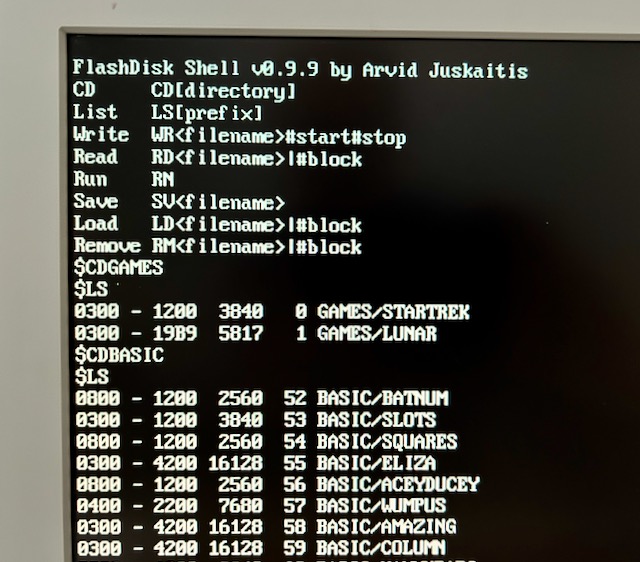 FlashDisk Shell v0.9.9 by Arvid Juskaitis
CD CD[directory]
List LS[prefix]
Write WR<filename>#start#stop
Read RD<filename>|#block
Run RN
Save SV<filename>
Load LD<filename>|#block
Remove RM<filename>|#block
$CDGAMES
$LS
0300 - 1200 3840 0 GAMES/STARTREK
0300 - 19B9 5817 1 GAMES/LUNAR
$CDBASIC
$LS
0800 - 1200 2560 52 BASIC/BATNUM
0300 - 1200 3840 53 BASIC/SLOTS
0800 - 1200 2560 54 BASIC/SQUARES
0300 - 4200 16128 55 BASIC/ELIZA
0800 - 1200 2560 56 BASIC/ACEYDUCEY
0400 - 2200 7680 57 BASIC/WUMPUS
0300 - 4200 16128 58 BASIC/AMAZING
0300 - 4200 16128 59 BASIC/COLUMN